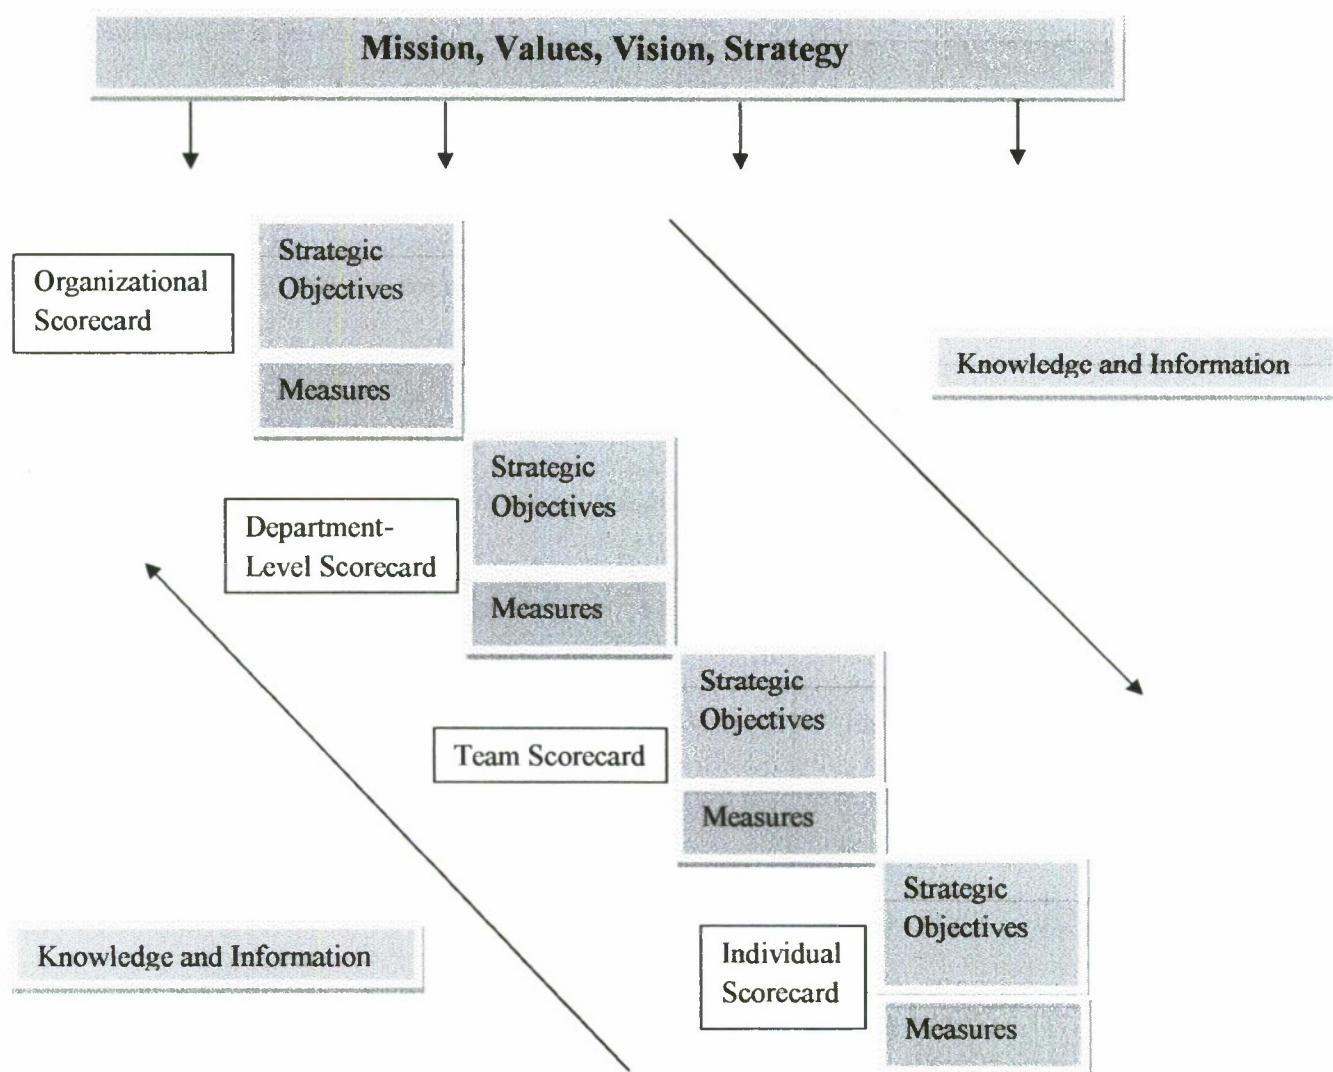 Mission, Values, Vision, Strategy
Organizational
Scorecard
Strategic
Objectives
Measures
Knowledge and Information
Department-
Level Scorecard
Strategic
Objectives
Measures
Team Scorecard
Strategic
Objectives
Measures
Knowledge and Information
Individual
Scorecard
Strategic
Objectives
Measures